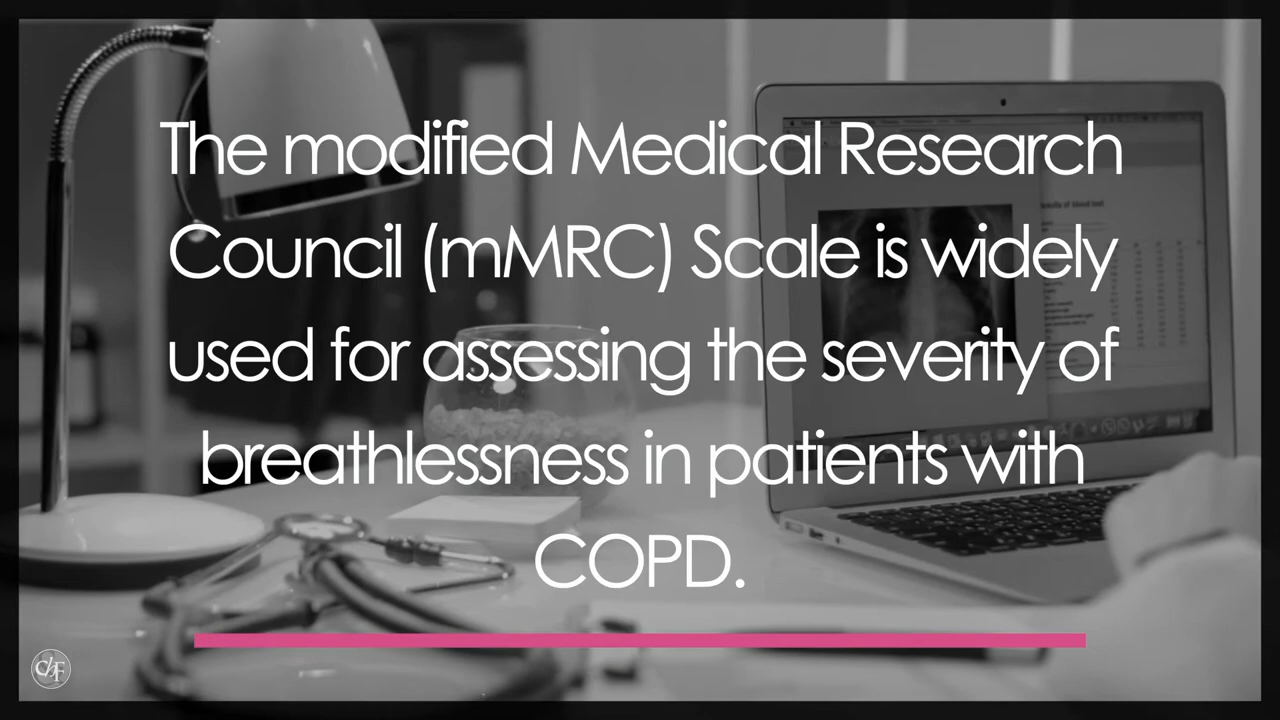 The modified Medical Research
Council (mMRC) Scale is widely
used for assessing the severity of
breathlessness in patients with
COPD.